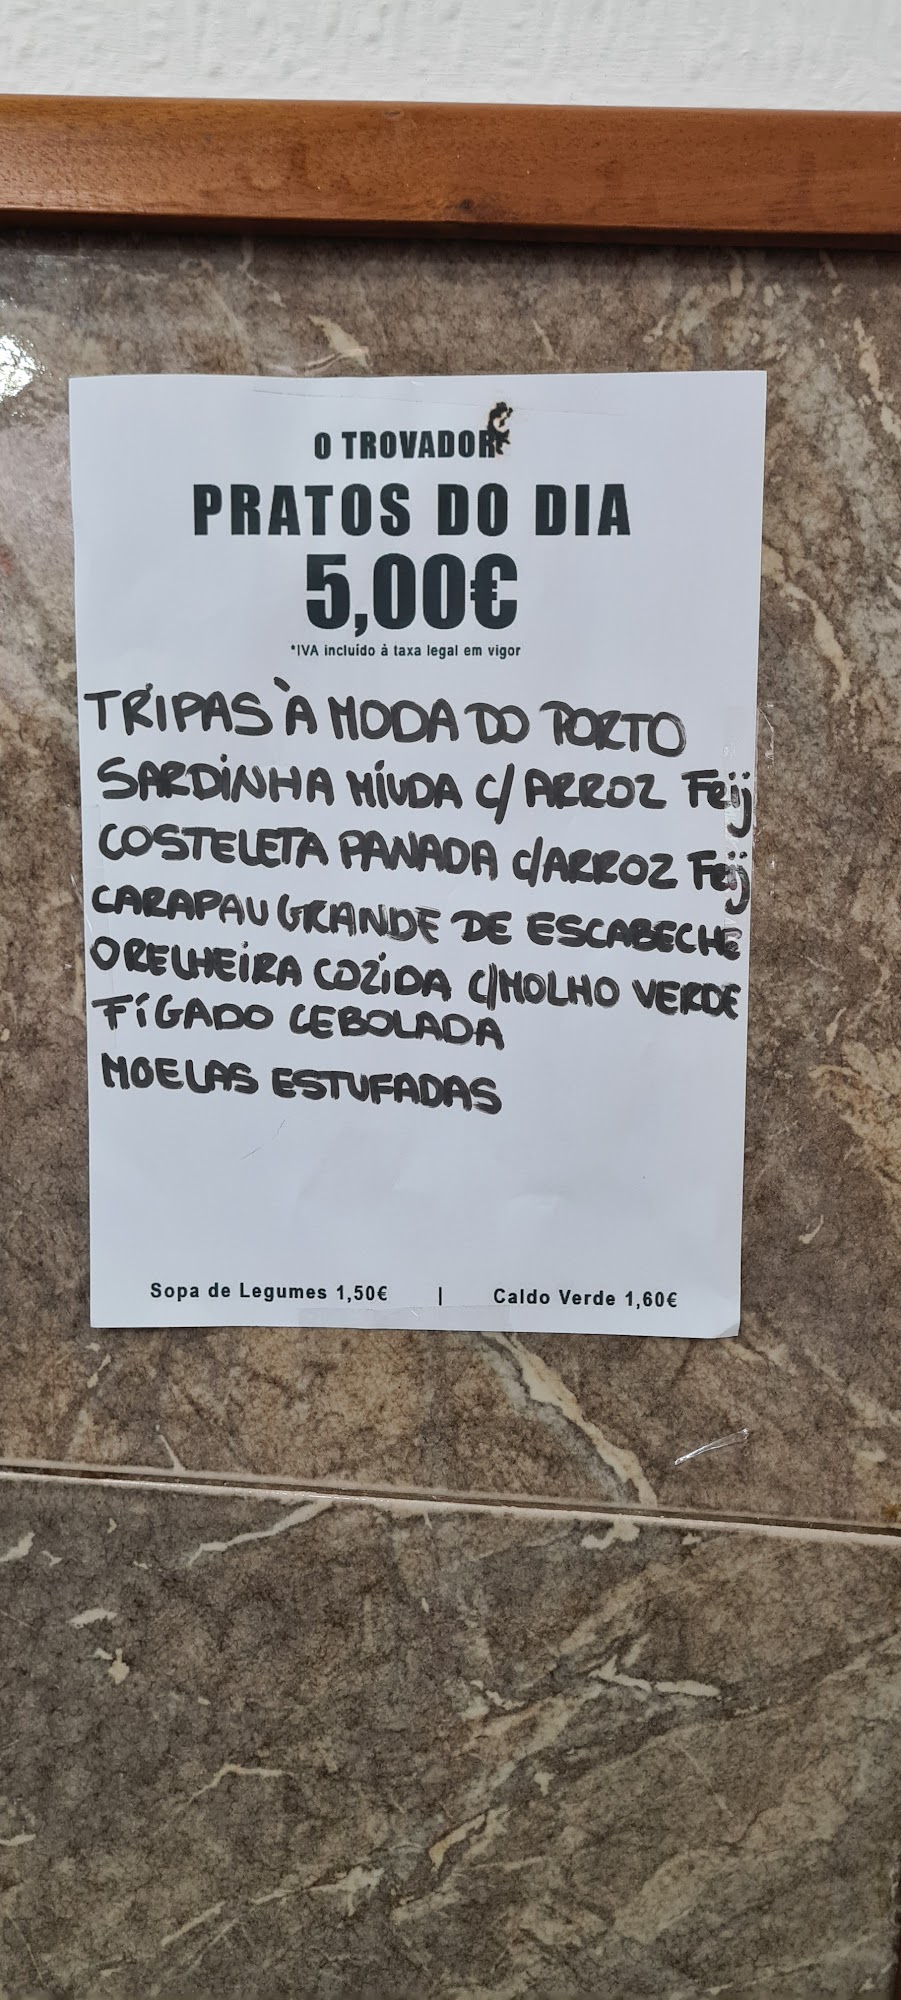 O TROVADOR
PRATOS DO DIA
5,00€
*IVA incluído à taxa legal em vigor
TRIPAS À MODA DO PORTO
SARDINHA MIÚDA C/ ARROZ Feij
COSTELETA PANADA C/ARROZ Feij
CARAPAU GRANDE DE ESCABECHE
ORELHEIRA COZIDA C/MOLHO VERDE
FÍGADO CEBOLADA
MOELAS ESTUFADAS
Sopa de Legumes 1,50€ | Caldo Verde 1,60€